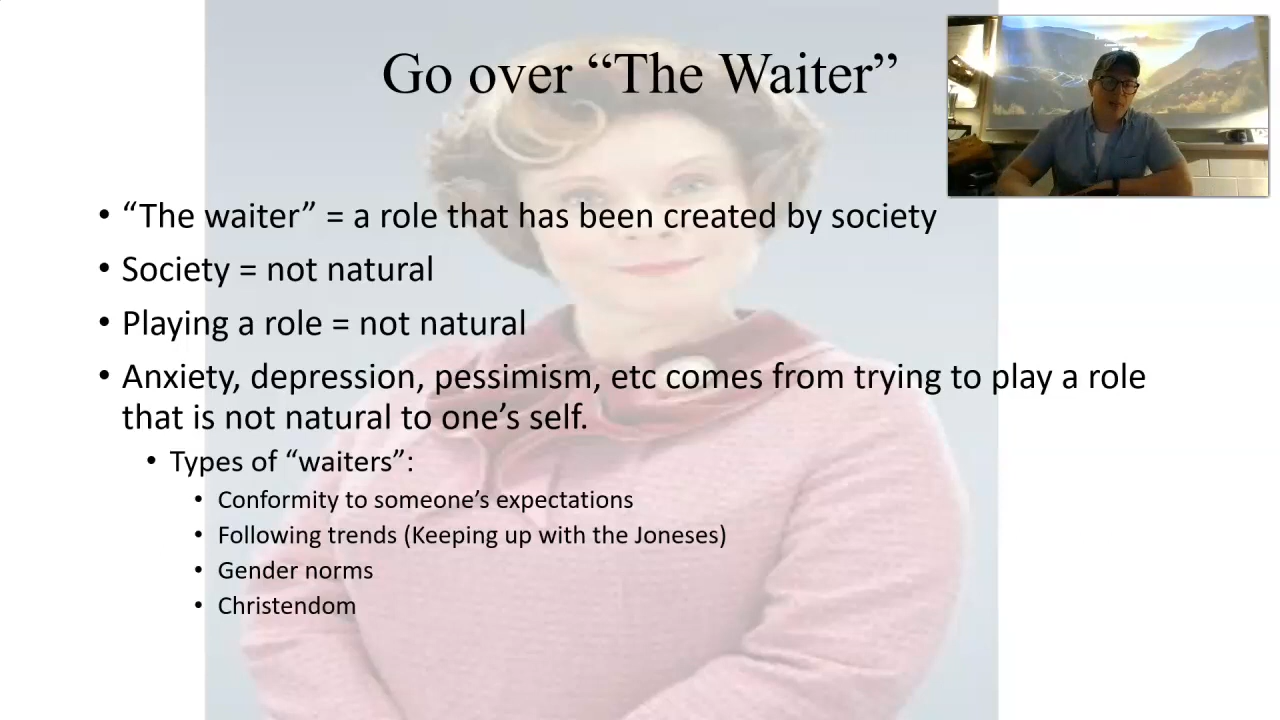 Go over “The Waiter”
• “The waiter” = a role that has been created by society
• Society = not natural
• Playing a role = not natural
• Anxiety, depression, pessimism, etc comes from trying to play a role
that is not natural to one’s self.
• Types of “waiters”:
• Conformity to someone’s expectations
• Following trends (Keeping up with the Joneses)
• Gender norms
• Christendom